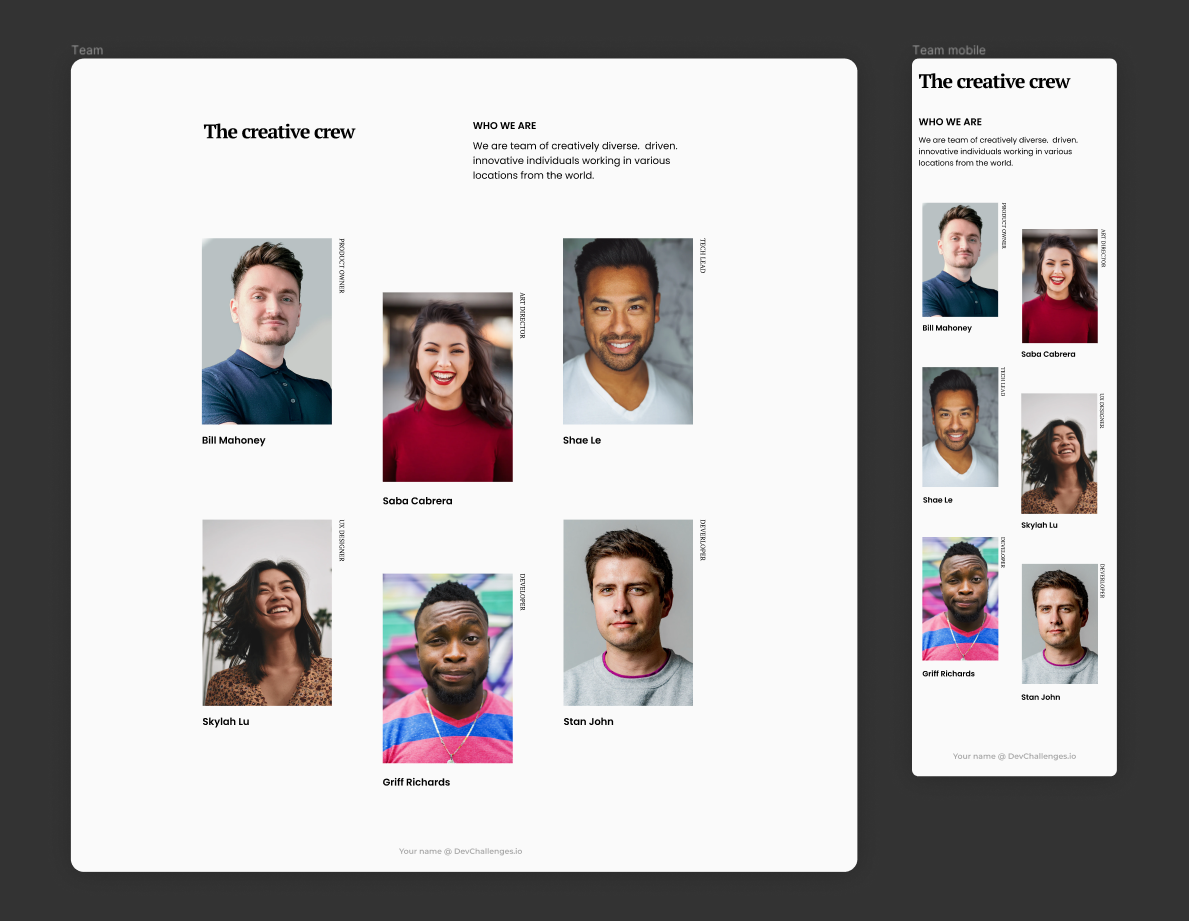 Team
The creative crew
WHO WE ARE
We are team of creatively diverse.  driven.
innovative individuals working in various
locations from the world.
PRODUCT OWNER
Bill Mahoney
ART DIRECTOR
Saba Cabrera
TECH LEAD
Shae Le
UX DESIGNER
Skylah Lu
DEVELOPER
Griff Richards
DEVERLOPER
Stan John
Your name @ DevChallenges.io
Team mobile
The creative crew
WHO WE ARE
We are team of creatively diverse.  driven.
innovative individuals working in various
locations from the world.
PRODUCT OWNER
Bill Mahoney
ART DIRECTOR
Saba Cabrera
TECH LEAD
Shae Le
UX DESIGNER
Skylah Lu
DEVELOPER
Griff Richards
DEVERLOPER
Stan John
Your name @ DevChallenges.io